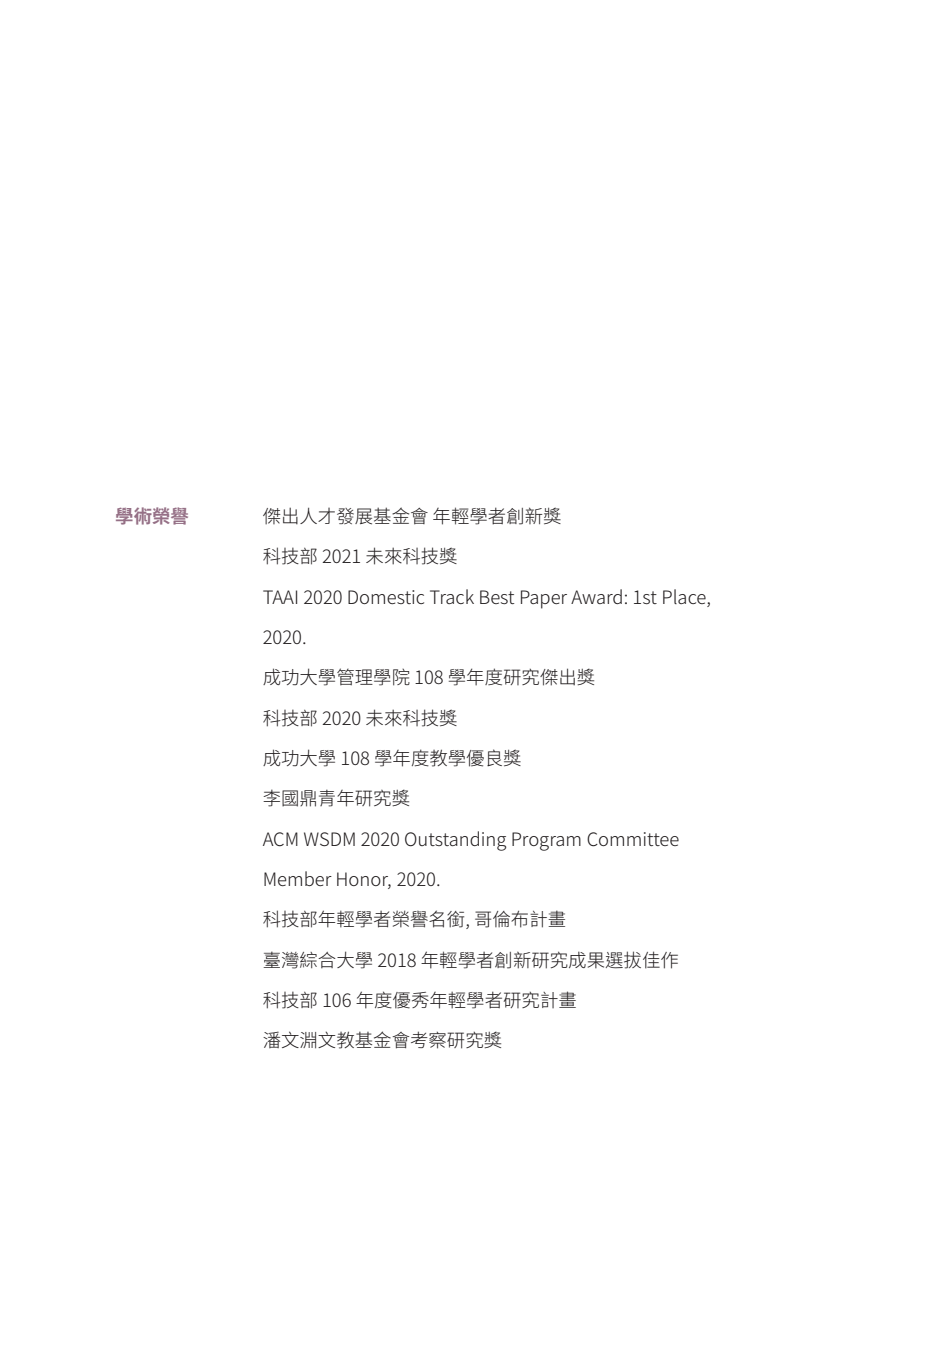 學術榮譽
傑出人才發展基金會 年輕學者創新獎
科技部 2021 未來科技獎
TAAI 2020 Domestic Track Best Paper Award: 1st Place,
2020.
成功大學管理學院 108 學年度研究傑出獎
科技部 2020 未來科技獎
成功大學 108 學年度教學優良獎
李國鼎青年研究獎
ACM WSDM 2020 Outstanding Program Committee
Member Honor, 2020.
科技部年輕學者榮譽名銜, 哥倫布計畫
臺灣綜合大學 2018 年輕學者創新研究成果選拔佳作
科技部 106 年度優秀年輕學者研究計畫
潘文淵文教基金會考察研究獎